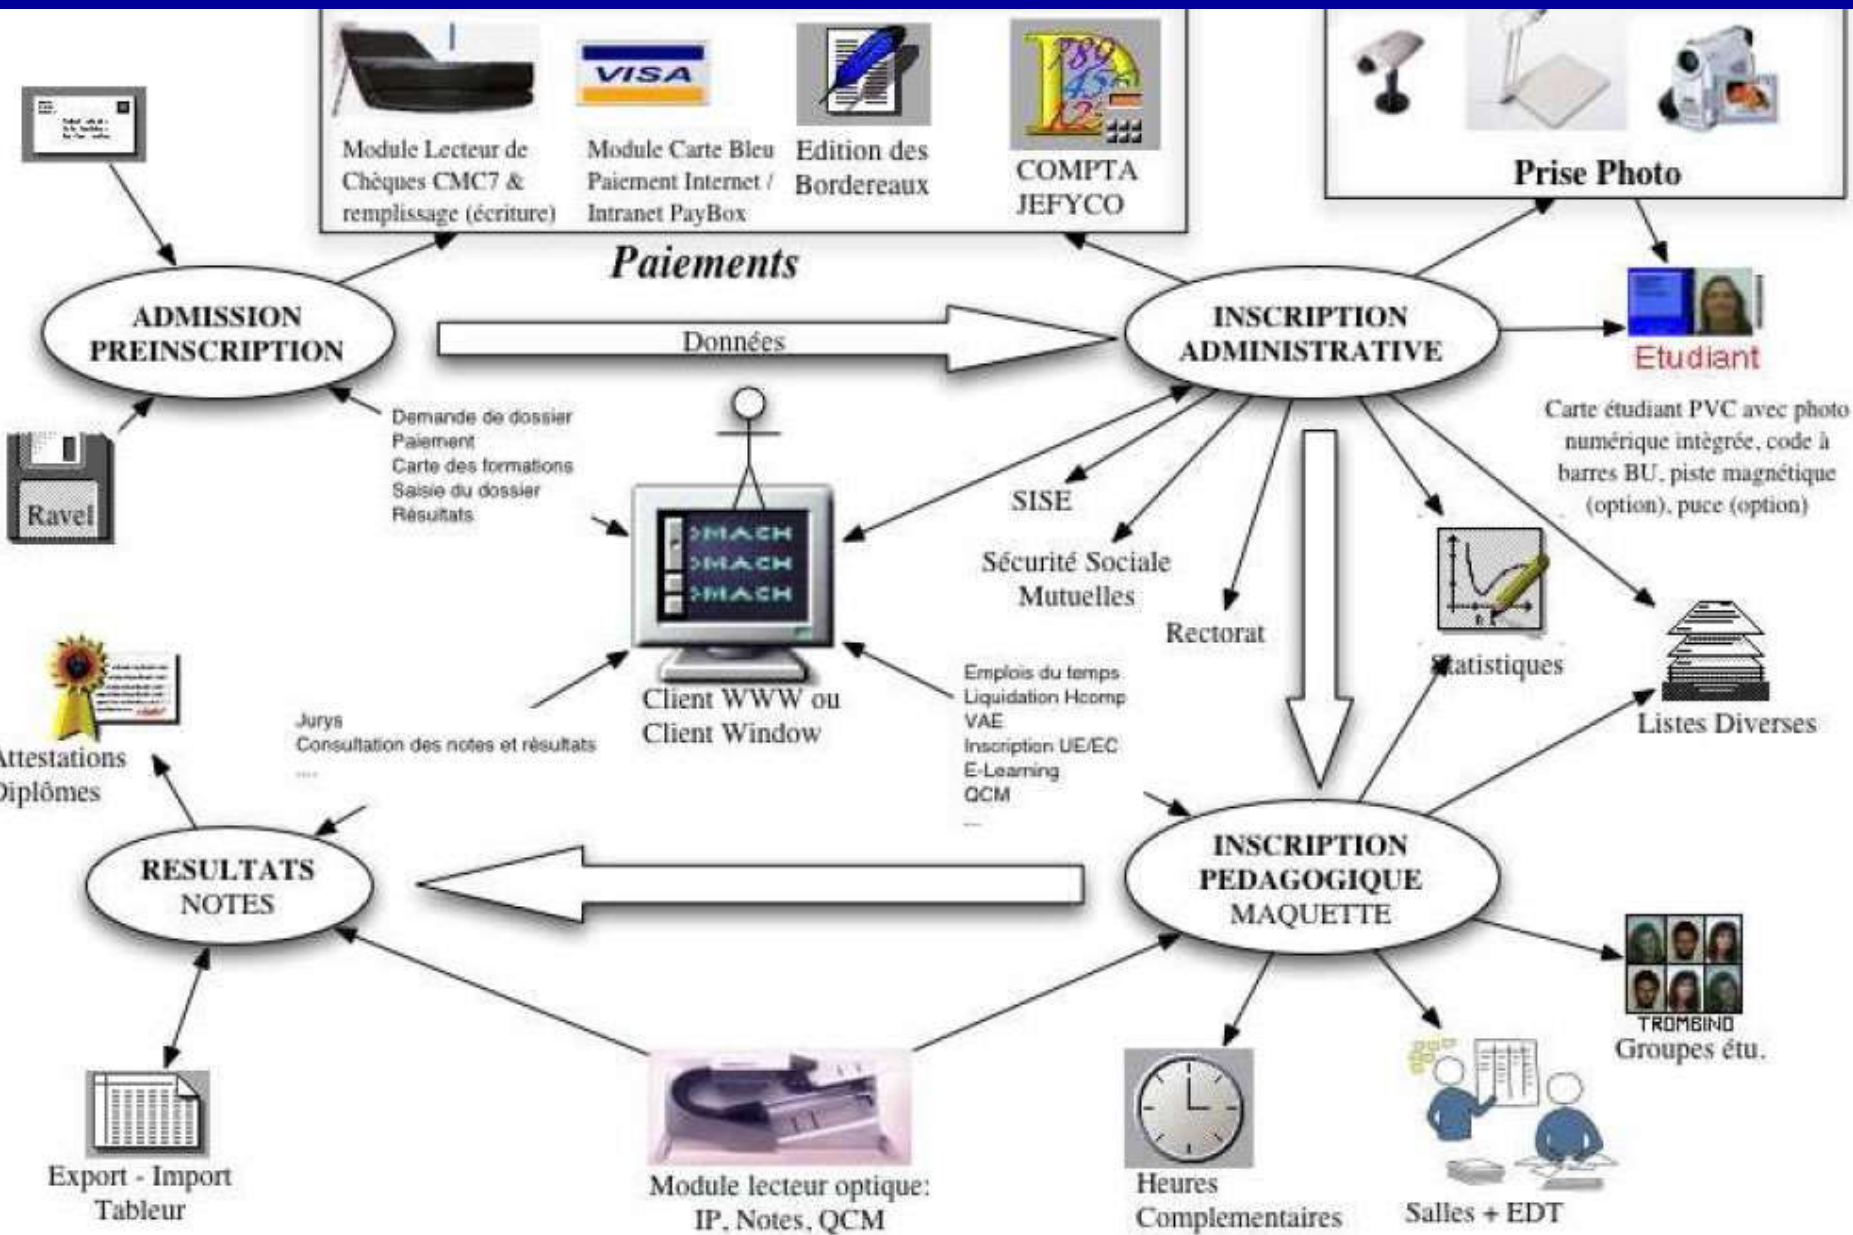 VISA
789
45
12
Module Lecteur de
Chèques CMC7 &
remplissage (écriture)
Module Carte Bleu
Paiement Internet /
Intranet PayBox
Edition des
Bordereaux
COMPTA
JEFYCO
Prise Photo
Paiements
ADMISSION
PREINSCRIPTION
Données
INSCRIPTION
ADMINISTRATIVE
Etudiant
Carte étudiant PVC avec photo
numérique intègrée, code à
barres BU, piste magnétique
(option), puce (option)
Ravel
Demande de dossier
Paiement
Carte des formations
Saisie du dossier
Résultats
>MACH
>MACH
>MACH
Client WWW ou
Client Window
SISE
Sécurité Sociale
Mutuelles
Rectorat
Statistiques
Listes Diverses
Attestations
Diplômes
Jurys
Consultation des notes et résultats
....
Emplois du temps
Liquidation Hcomp
VAE
Inscription UE/EC
E-Learning
QCM
....
RESULTATS
NOTES
INSCRIPTION
PEDAGOGIQUE
MAQUETTE
TROMBINO
Groupes étu.
Export - Import
Tableur
Module lecteur optique:
IP, Notes, QCM
Heures
Complementaires
Salles + EDT